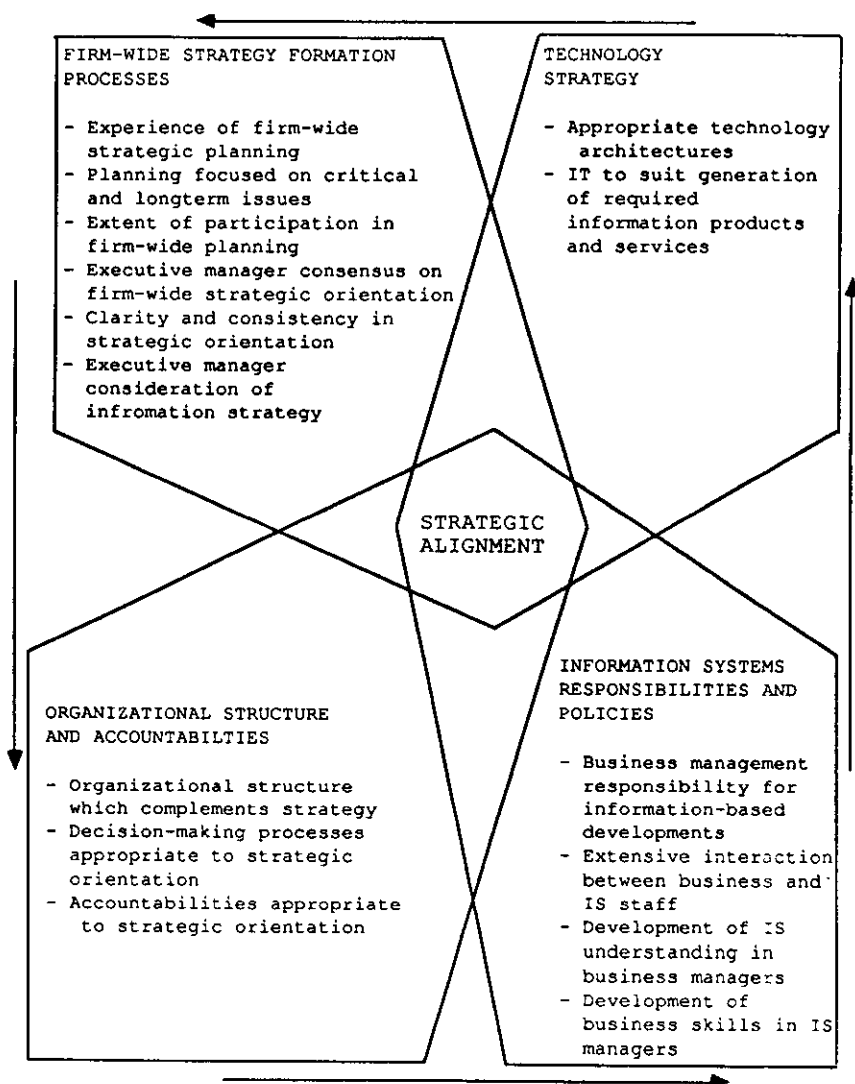 FIRM-WIDE STRATEGY FORMATION
PROCESSES
- Experience of firm-wide
strategic planning
- Planning focused on critical
and longterm issues
- Extent of participation in
firm-wide planning
- Executive manager consensus on
firm-wide strategic orientation
- Clarity and consistency in
strategic orientation
- Executive manager
consideration of
infromation strategy
TECHNOLOGY
STRATEGY
- Appropriate technology
architectures
- IT to suit generation
of required
information products
and services
STRATEGIC
ALIGNMENT
ORGANIZATIONAL STRUCTURE
AND ACCOUNTABILTIES
- Organizational structure
which complements strategy
- Decision-making processes
appropriate to strategic
orientation
- Accountabilities appropriate
to strategic orientation
INFORMATION SYSTEMS
RESPONSIBILITIES AND
POLICIES
- Business management
responsibility for
information-based
developments
- Extensive interaction
between business and
IS staff
- Development of IS
understanding in
business managers
- Development of
business skills in IS
managers